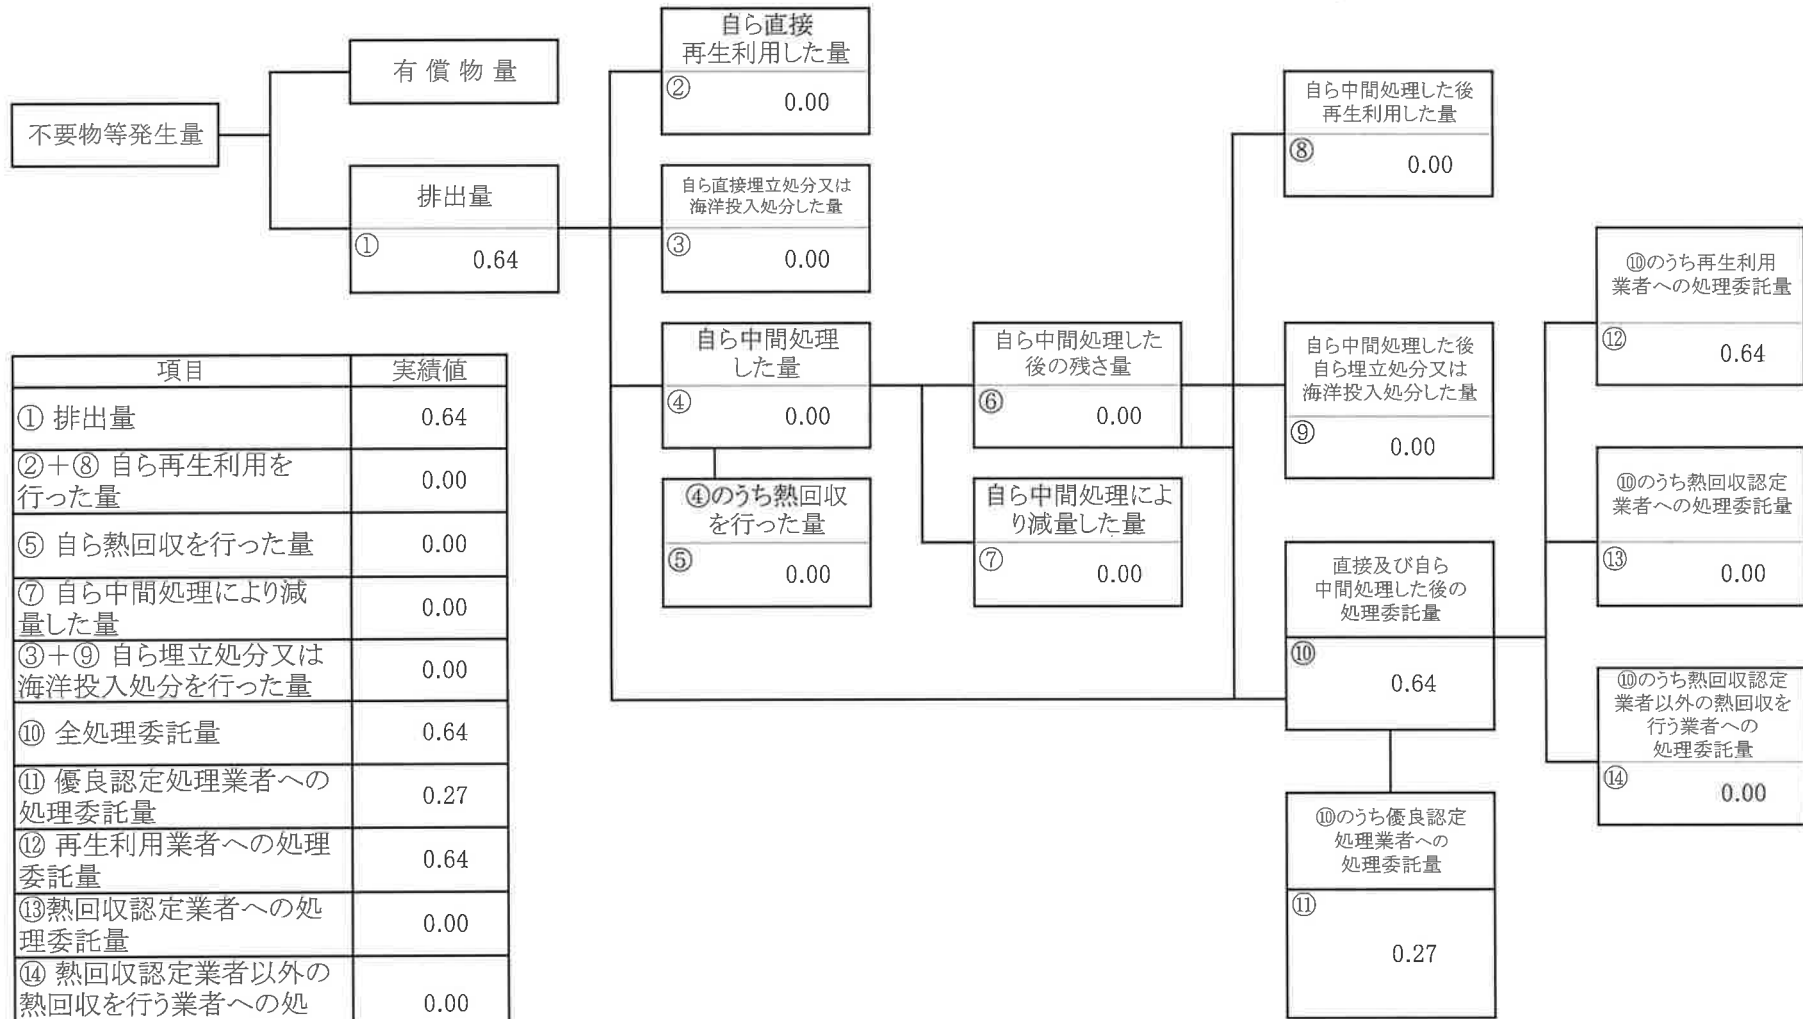 不要物等発生量
有償物量
排出量
①
0.64
自ら直接
再生利用した量
②
0.00
自ら直接埋立処分又は
海洋投入処分した量
③
0.00
自ら中間処理
した量
④
0.00
④のうち熱回収
を行った量
⑤
0.00
自ら中間処理した
後の残さ量
⑥
0.00
自ら中間処理によ
り減量した量
⑦
0.00
自ら中間処理した後
再生利用した量
⑧
0.00
自ら中間処理した後
自ら埋立処分又は
海洋投入処分した量
⑨
0.00
直接及び自ら
中間処理した後の
処理委託量
⑩
0.64
⑩のうち優良認定
処理業者への
処理委託量
⑪
0.27
⑩のうち再生利用
業者への処理委託量
⑫
0.64
⑩のうち熱回収認定
業者への処理委託量
⑬
0.00
⑩のうち熱回収認定
業者以外の熱回収を
行う業者への
処理委託量
⑭
0.00
項目 実績値
① 排出量 0.64
②+⑧ 自ら再生利用を
行った量 0.00
⑤ 自ら熱回収を行った量 0.00
⑦ 自ら中間処理により減
量した量 0.00
③+⑨ 自ら埋立処分又は
海洋投入処分を行った量 0.00
⑩ 全処理委託量 0.64
⑪ 優良認定処理業者への
処理委託量 0.27
⑫ 再生利用業者への処理
委託量 0.64
⑬熱回収認定業者への処
理委託量 0.00
⑭ 熱回収認定業者以外の
熱回収を行う業者への処 0.00